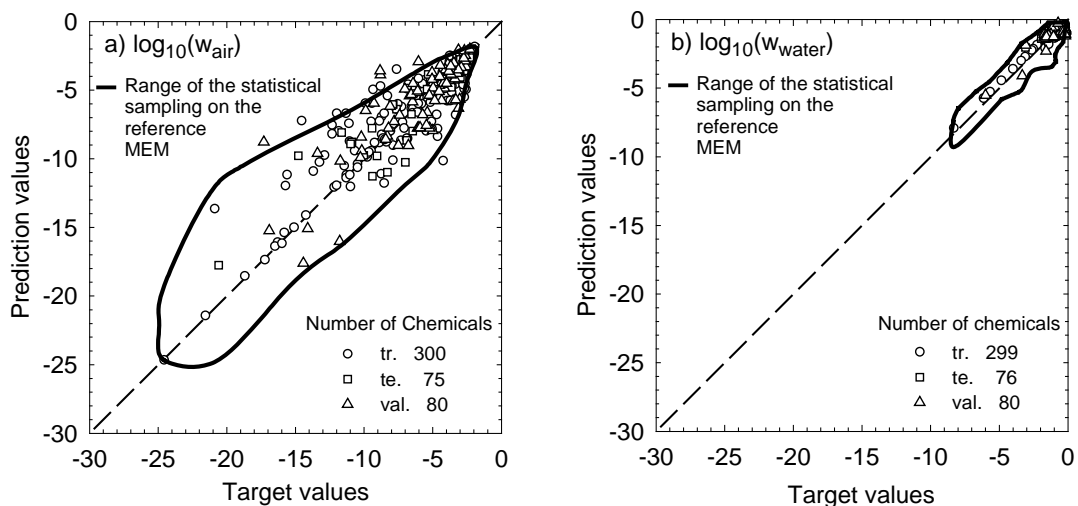 a) log10(wair)
Range of the statistical
sampling on the
reference
MEM
Number of Chemicals
tr. 300
te. 75
val. 80
0
-5
-10
-15
-20
-25
-30
Prediction values
-30 -25 -20 -15 -10 -5 0
Target values
b) log10(wwater)
Range of the statistical
sampling on the
reference
MEM
Number of chemicals
tr. 299
te. 76
val. 80
0
-5
-10
-15
-20
-25
-30
Prediction values
-30 -25 -20 -15 -10 -5 0
Target values